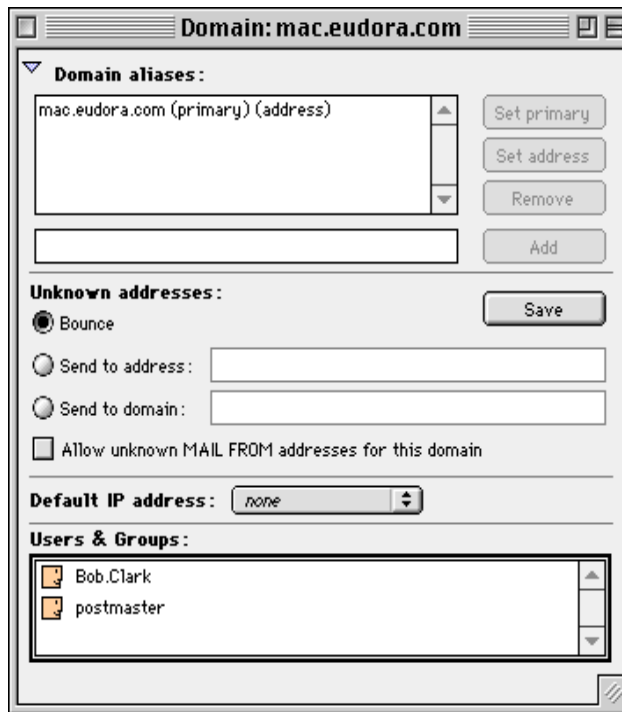 Domain: mac.eudora.com
Domain aliases:
mac.eudora.com (primary) (address)
Set primary
Set address
Remove
Add
Unknown addresses:
Save
Bounce
Send to address:
Send to domain:
Allow unknown MAIL FROM addresses for this domain
Default IP address: none
Users & Groups:
Bob.Clark
postmaster